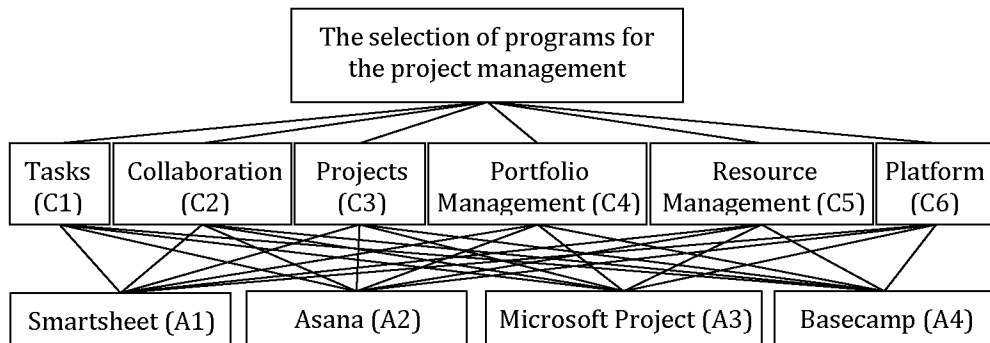 The selection of programs for
the project management
Tasks
(C1)
Collaboration
(C2)
Projects
(C3)
Portfolio
Management (C4)
Resource
Management (C5)
Platform
(C6)
Smartsheet (A1)
Asana (A2)
Microsoft Project (A3)
Basecamp (A4)